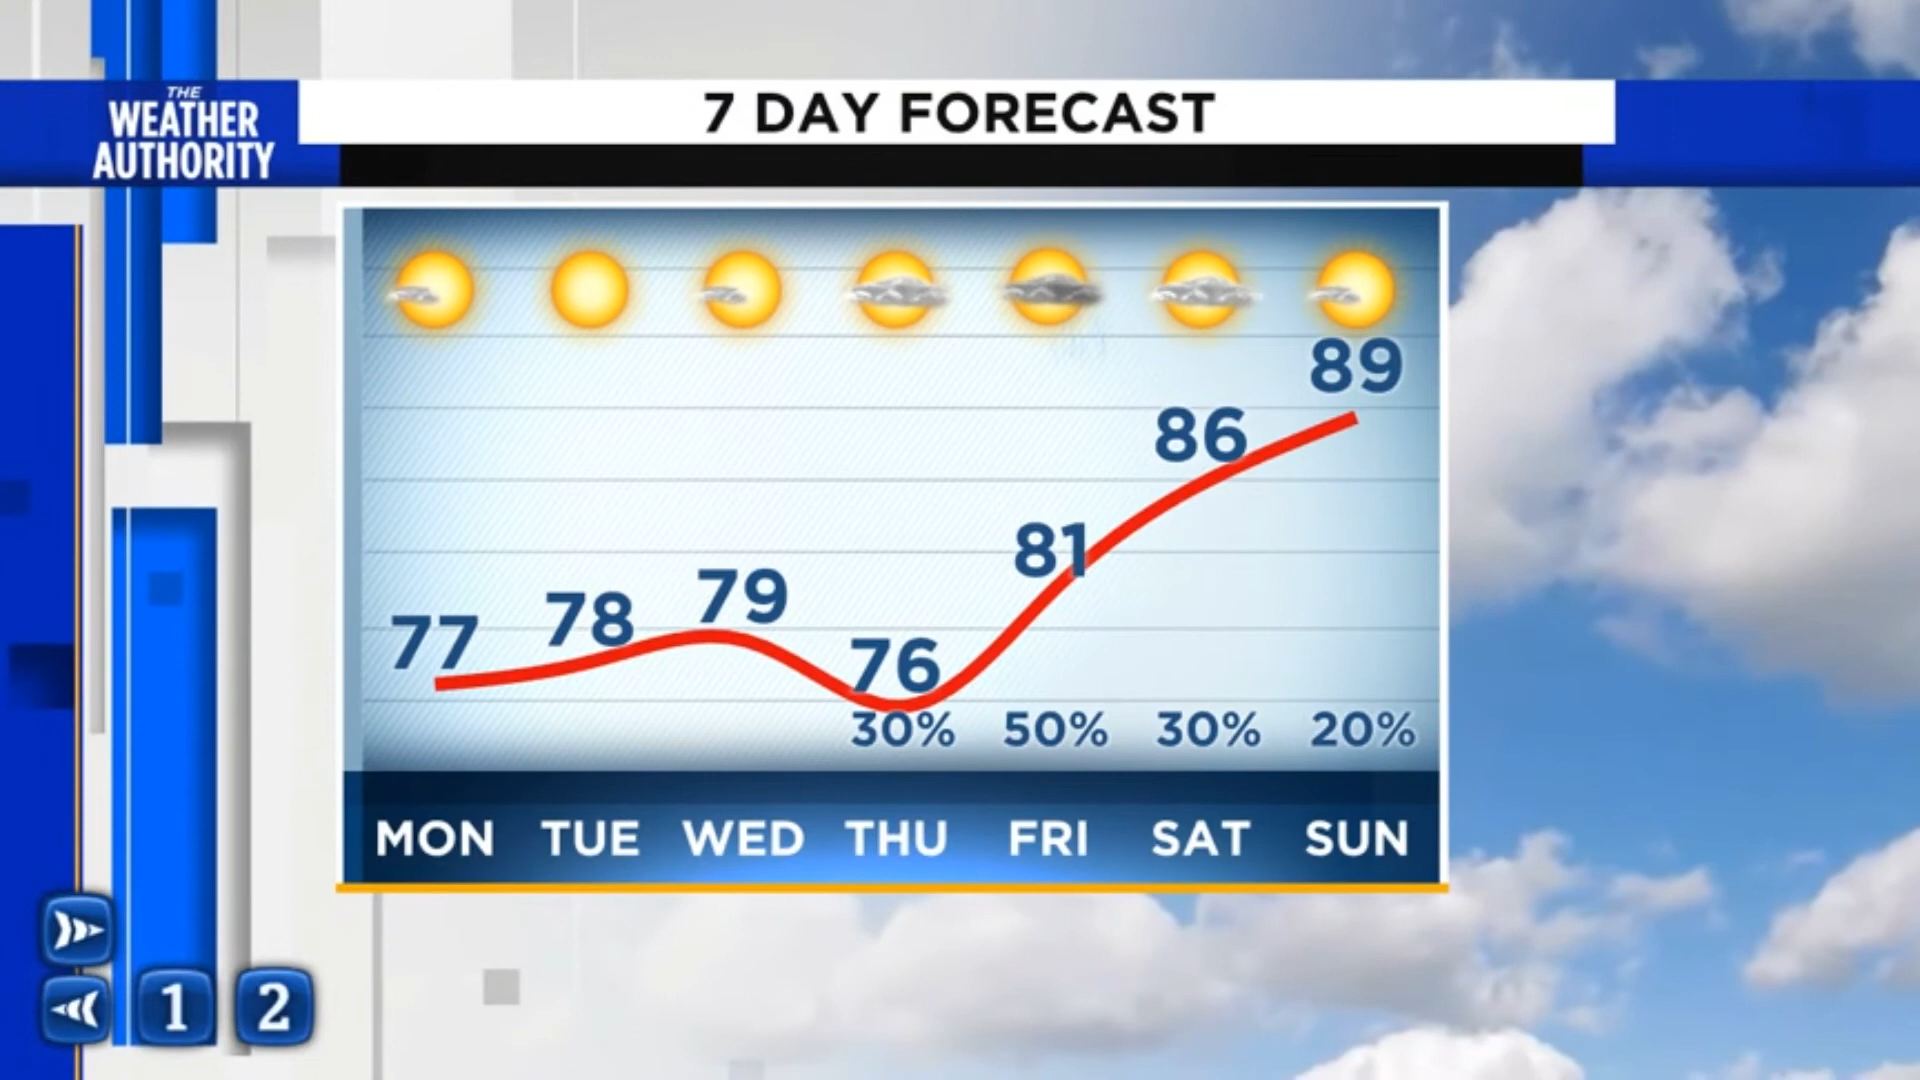 THE
WEATHER
AUTHORITY
7 DAY FORECAST
77 78 79 76 81 86 89
30% 50% 30% 20%
MON TUE WED THU FRI SAT SUN
1 2